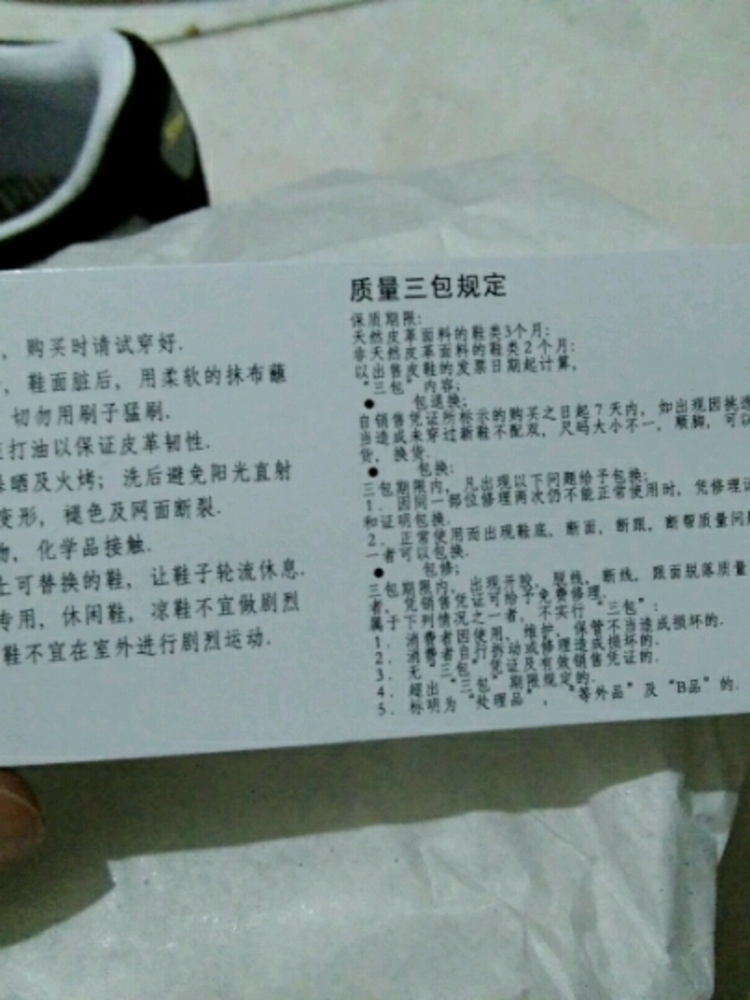 ，购买时请试穿好.
，鞋面脏后，用柔软的抹布蘸
切勿用刷子猛刷.
打油以保证皮革韧性.
晒及火烤；洗后避免阳光直射
变形，褪色及网面断裂.
物，化学品接触.
上可替换的鞋，让鞋子轮流休息.
专用，休闲鞋，凉鞋不宜做剧烈
鞋不宜在室外进行剧烈运动.
质量三包规定
保质期限:
天然皮革面料的鞋类3个月;
非天然皮革面料的鞋类2个月;
以出售皮鞋的发票日期起计算,
"三包"内容;
● 包退换;
自销售凭证所标示的购买之日起7天内, 如出现因挑选
当造成未穿过新鞋不配双, 尺码大小不一, 顺脚, 可以
货, 换货.
● 包换:
三包期限内, 凡出现以下问题给予包换:
1. 因同一部位修理两次仍不能正常使用时, 凭修理
和证明包换.
2. 正常使用而出现鞋底, 断面, 断跟, 断帮质量问
一者可以包换.
● 包修;
三包期限内, 出现开胶, 脱线, 断线, 跟面脱落质量
者, 凭销售凭证可给予免费修理.
属于下列情况之一者, 不实行"三包":
1. 消费者因使用, 维护, 保管不当造成损坏的.
2. 消费者自行拆动或修理造成损坏的.
3. 无"三包"凭证及有效销售凭证的.
4. 超出"三包"期限规定的.
5. 标明为"处理品", "等外品"及"B品"的.